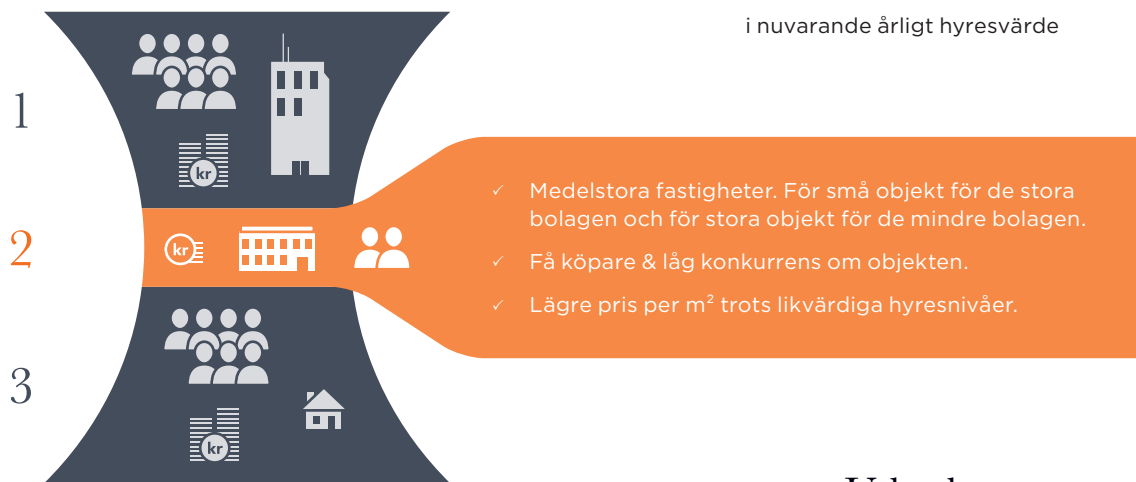 i nuvarande årligt hyresvärde
1
kr
✓ Medelstora fastigheter. För små objekt för de stora
bolagen och för stora objekt för de mindre bolagen.
2
kr
✓ Få köpare & låg konkurrens om objekten.
✓ Lägre pris per m² trots likvärdiga hyresnivåer.
3
kr